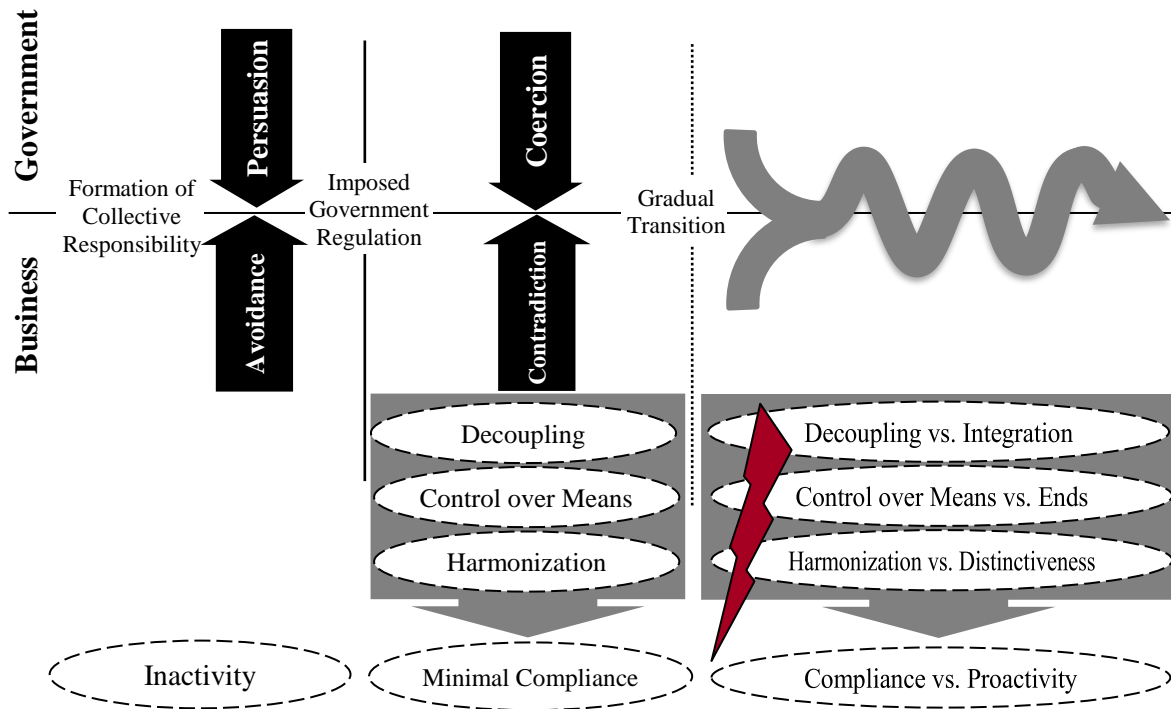 Government
Business
Formation of
Collective
Responsibility
Persuasion
Avoidance
Imposed
Government
Regulation
Coercion
Contradiction
Gradual
Transition
Decoupling
Control over Means
Harmonization
Decoupling vs. Integration
Control over Means vs. Ends
Harmonization vs. Distinctiveness
Inactivity
Minimal Compliance
Compliance vs. Proactivity